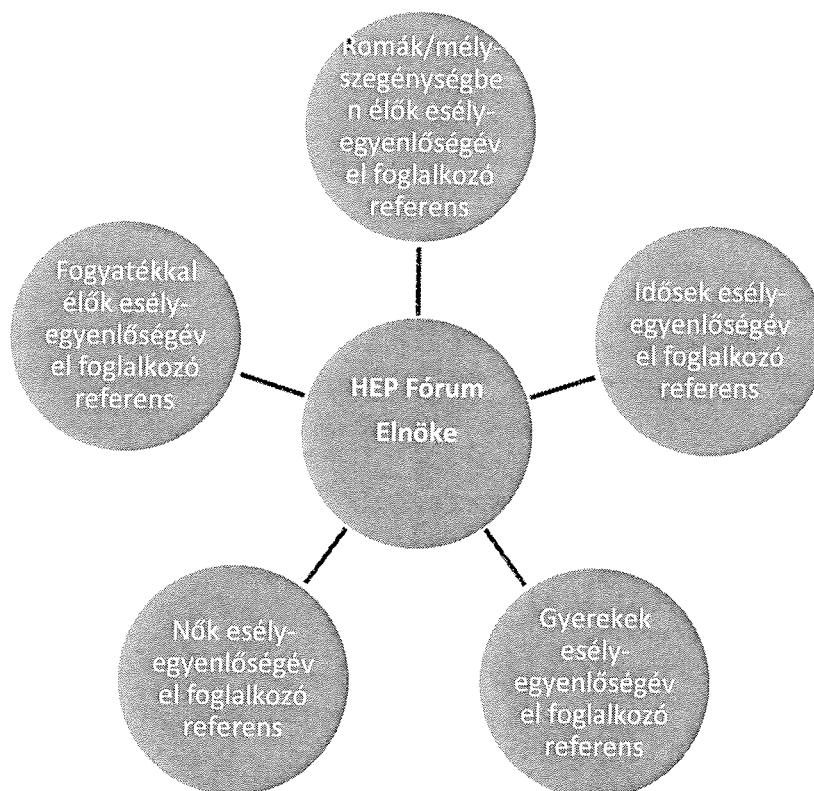 Romák/mély-
szegénységbe
n élők esély-
egyenlőségév
el foglalkozó
referens
Fogyatékkal
élők esély-
egyenlőségév
el foglalkozó
referens
Idősek esély-
egyenlőségév
el foglalkozó
referens
HEP Fórum
Elnöke
Nők esély-
egyenlőségév
el foglalkozó
referens
Gyerekek
esély-
egyenlőségév
el foglalkozó
referens